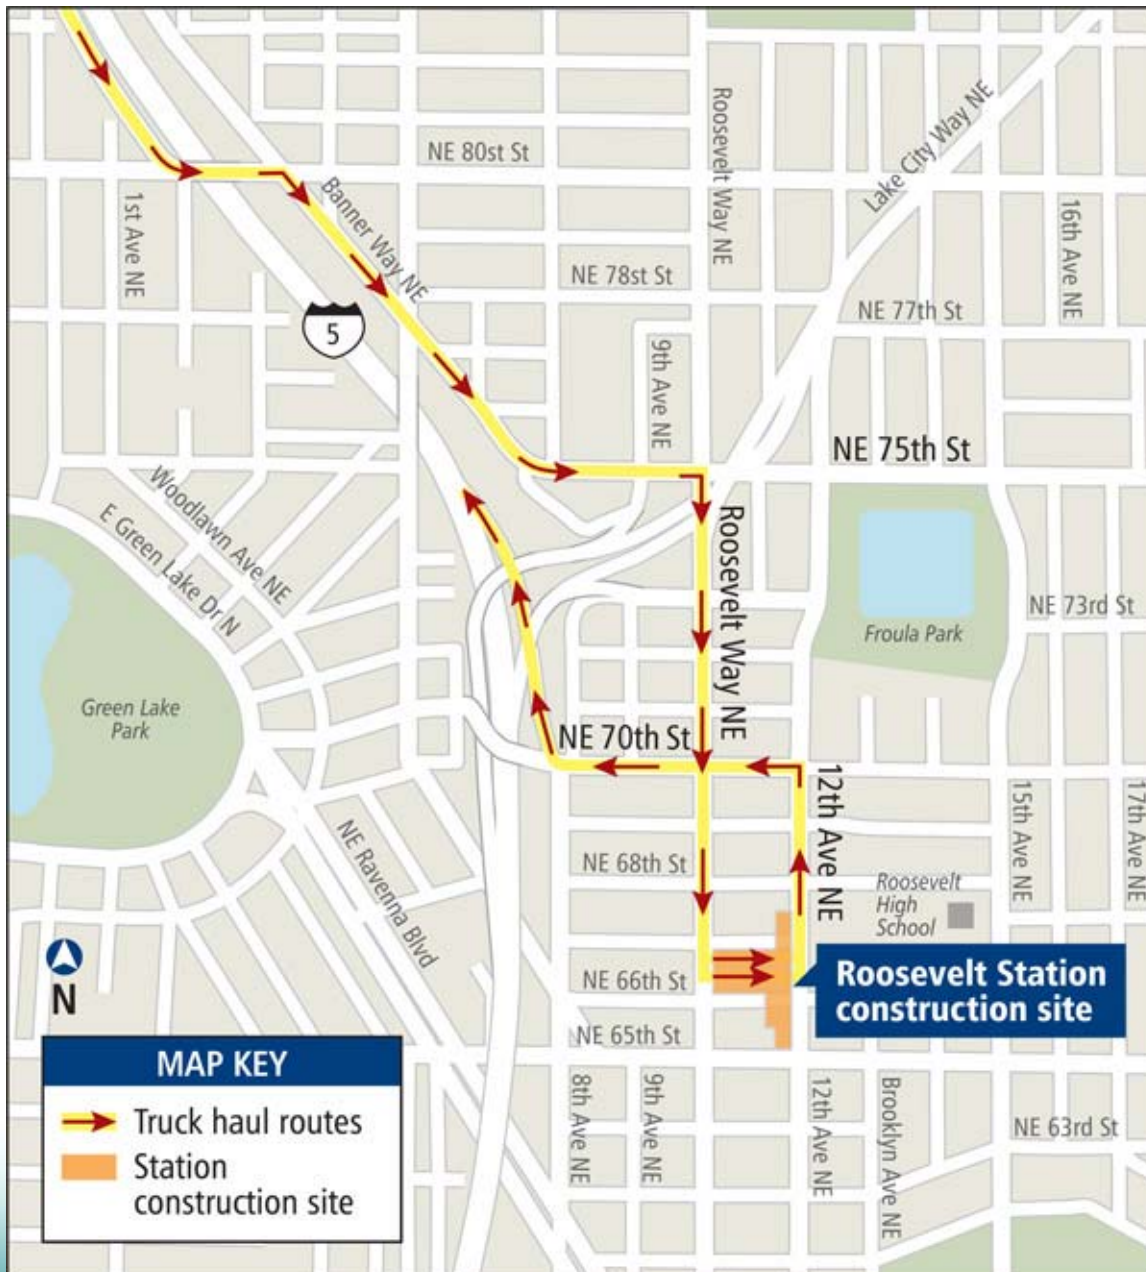 NE 80st St
Roosevelt Way NE
Lake City Way NE
1st Ave NE
Banner Way NE
16th Ave NE
NE 78st St
NE 77th St
5
9th Ave NE
NE 75th St
Woodlawn Ave NE
E Green Lake Dr N
Roosevelt Way NE
NE 73rd St
Froula Park
Green Lake
Park
NE 70th St
12th Ave NE
15th Ave NE
17th Ave NE
NE Ravenna Blvd
NE 68th St
Roosevelt
High
School
N
NE 66th St
Roosevelt Station
construction site
NE 65th St
MAP KEY
Truck haul routes
Station
construction site
8th Ave NE
9th Ave NE
12th Ave NE
Brooklyn Ave NE
NE 63rd St